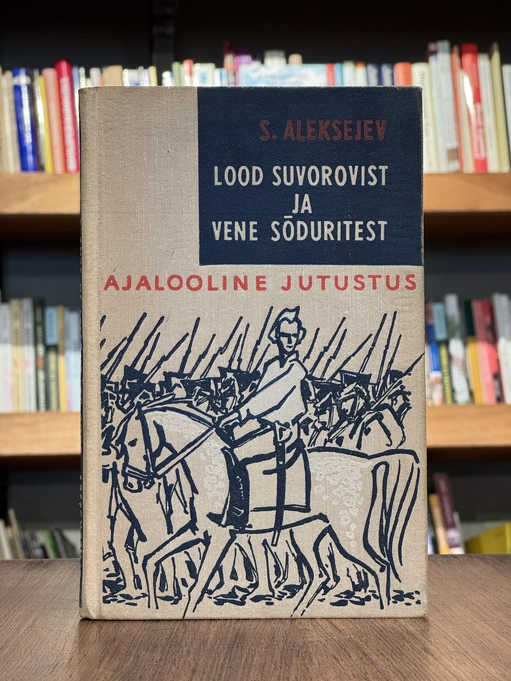 S. ALEKSEJEV
LOOD SUVOROVIST
JA
VENE SÕDURITEST
AJALOOLINE JUTUSTUS